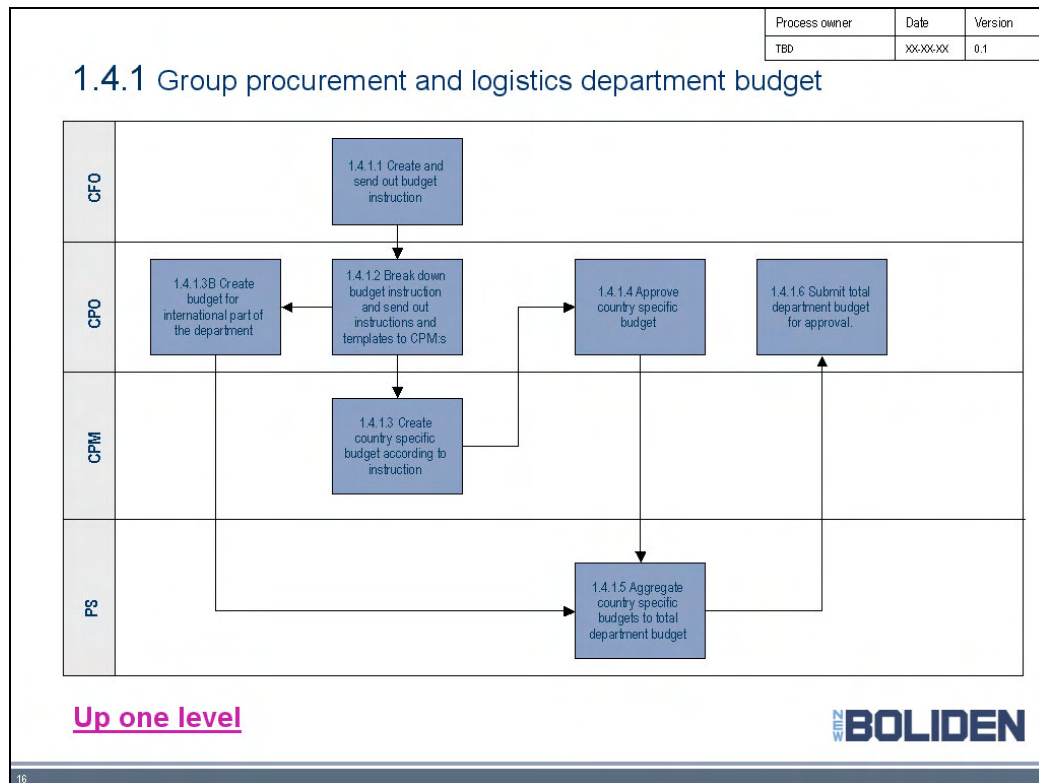 Process owner
Date
Version
TBD
XX-XX-XX
0.1
1.4.1 Group procurement and logistics department budget
CFO
1.4.1.1 Create and
send out budget
instruction
CPO
1.4.1.3B Create
budget for
international part of
the department
1.4.1.2 Break down
budget instruction
and send out
instructions and
templates to CPM:s
1.4.1.4 Approve
country specific
budget
1.4.1.6 Submit total
department budget
for approval.
CPM
1.4.1.3 Create
country specific
budget according to
instruction
PS
1.4.1.5 Aggregate
country specific
budgets to total
department budget
Up one level
NEW BOLIDEN
16